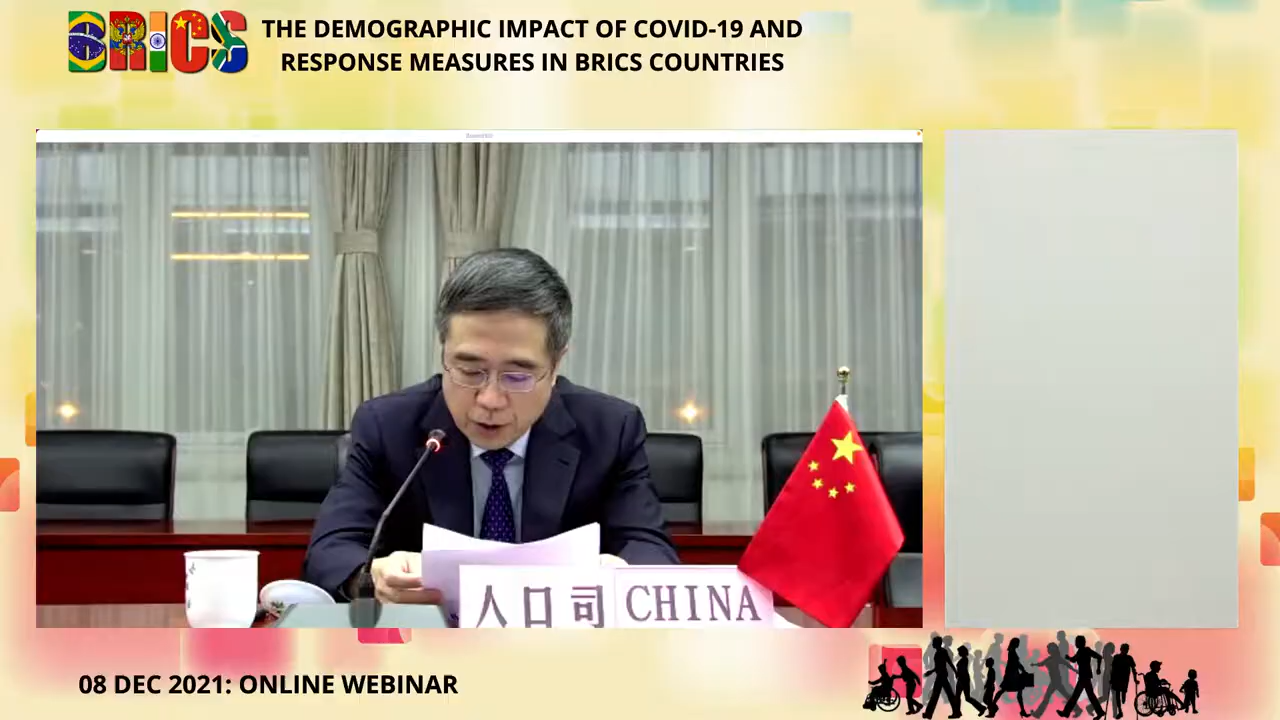 BRICS
THE DEMOGRAPHIC IMPACT OF COVID-19 AND
RESPONSE MEASURES IN BRICS COUNTRIES
人口司 CHINA
08 DEC 2021: ONLINE WEBINAR